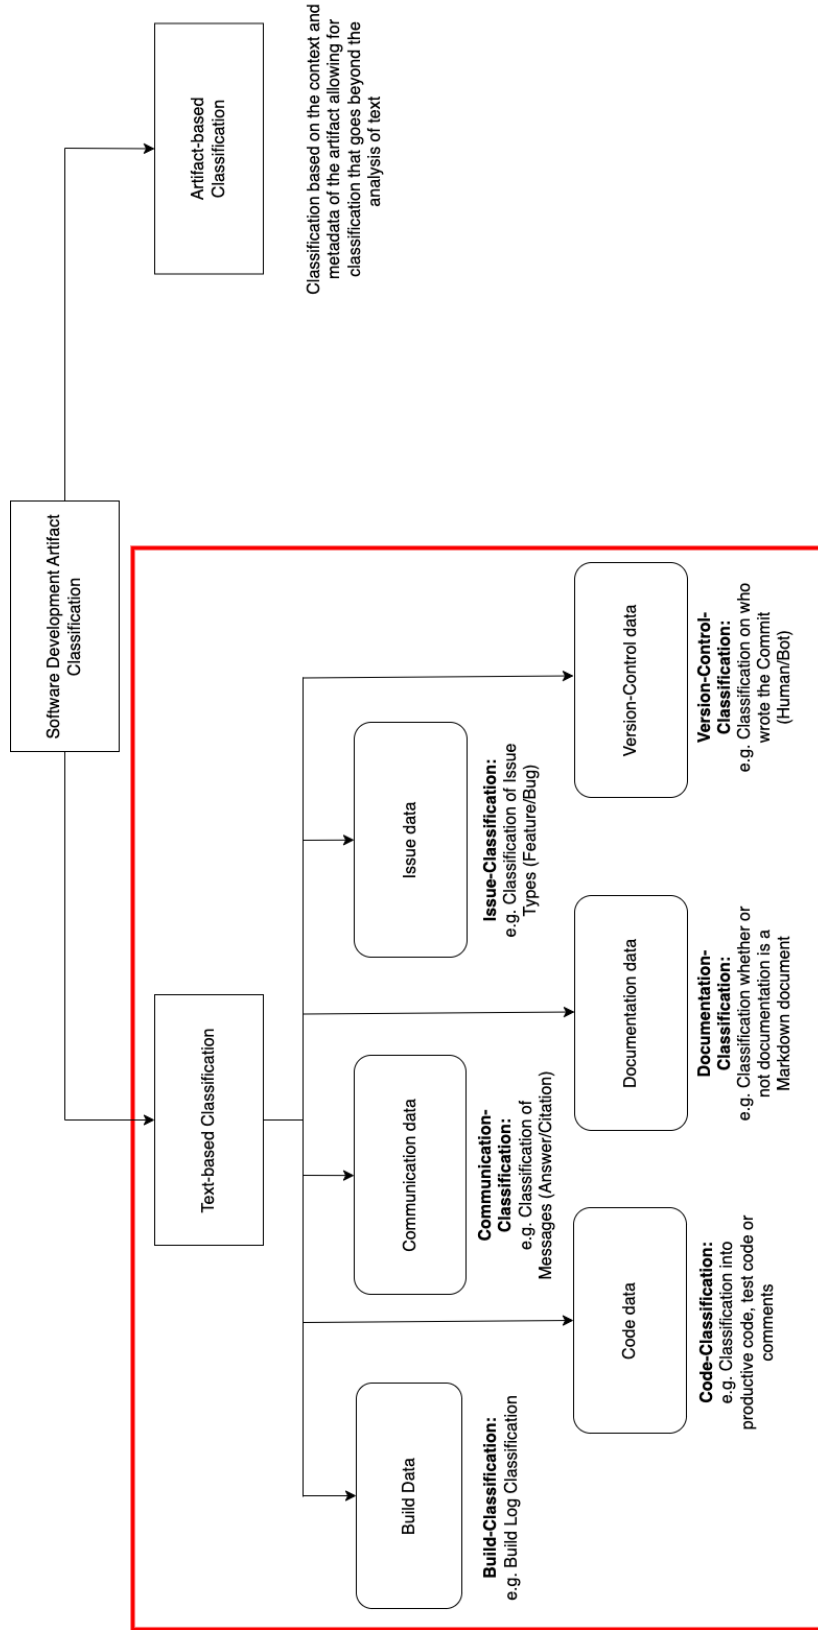 Software Development Artifact
Classification
Text-based Classification
Artifact-based
Classification
Classification based on the context and
metadata of the artifact allowing for
classification that goes beyond the
analysis of text
Build Data
Build-Classification:
e.g. Build Log Classification
Communication data
Communication-
Classification:
e.g. Classification of
Messages (Answer/Citation)
Issue data
Issue-Classification:
e.g. Classification of Issue
Types (Feature/Bug)
Code data
Code-Classification:
e.g. Classification into
productive code, test code or
comments
Documentation data
Documentation-
Classification:
e.g. Classification whether or
not documentation is a
Markdown document
Version-Control data
Version-Control-
Classification:
e.g. Classification on who
wrote the Commit
(Human/Bot)